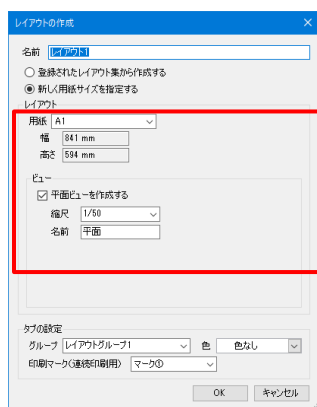 レイアウトの作成
名前 レイアウト1
登録されたレイアウト集から作成する
新しく用紙サイズを指定する
レイアウト
用紙 A1
幅 841 mm
高さ 594 mm
ビュー
平面ビューを作成する
縮尺 1/50
名前 平面
タブの設定
グループ レイアウトグループ1 色 色なし
印刷マーク(連続印刷用) マーク①
OK キャンセル